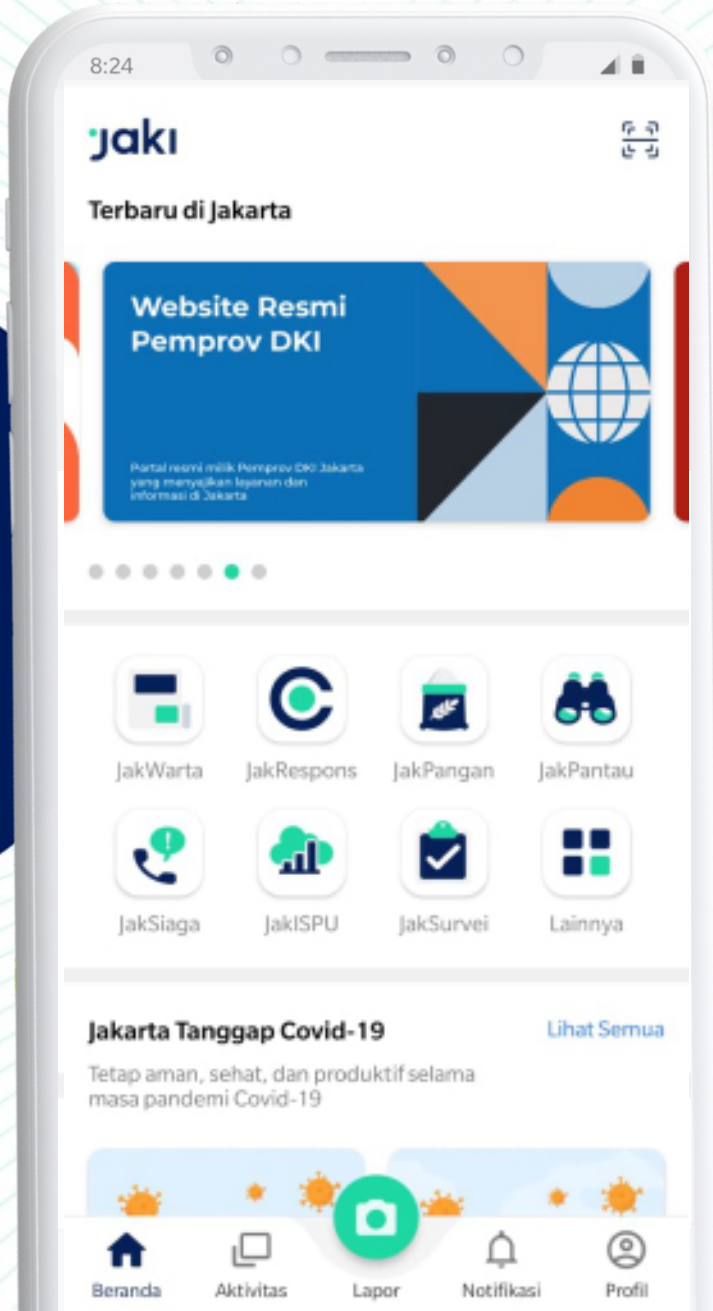 8:24
jakı
Terbaru di Jakarta
Website Resmi
Pemprov DKI
Portal resmi milik Pemprov DKI Jakarta
yang menyajikan layanan dan
informasi di Jakarta
JakWarta JakRespons JakPangan JakPantau
JakSiaga JakISPU JakSurvei Lainnya
Jakarta Tanggap Covid-19 Lihat Semua
Tetap aman, sehat, dan produktif selama
masa pandemi Covid-19
Beranda Aktivitas Lapor Notifikasi Profil